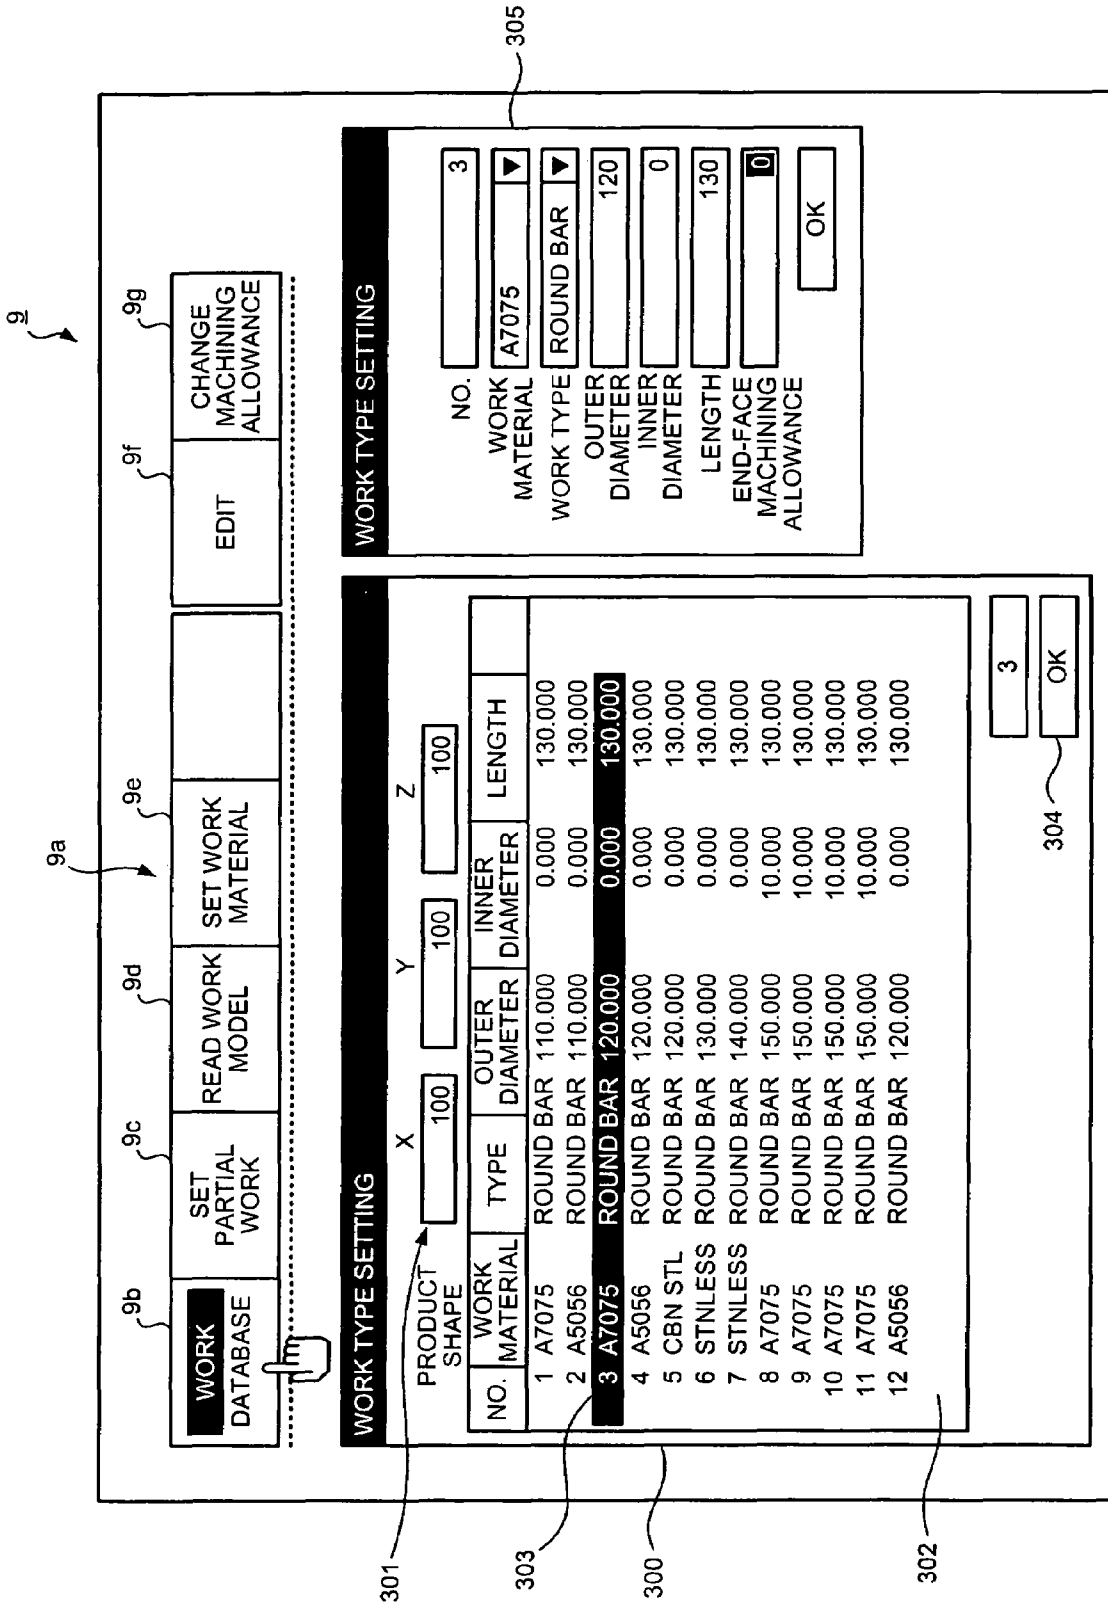 9
9a
9b
9c
9d
9e
9f
9g
WORK
DATABASE
SET
PARTIAL
WORK
READ WORK
MODEL
SET WORK
MATERIAL
EDIT
CHANGE
MACHINING
ALLOWANCE
WORK TYPE SETTING
X
Y
Z
PRODUCT
SHAPE
100
100
100
NO.
WORK
MATERIAL
TYPE
OUTER
DIAMETER
INNER
DIAMETER
LENGTH
1 A7075 ROUND BAR 110.000 0.000 130.000
2 A5056 ROUND BAR 110.000 0.000 130.000
3 A7075 ROUND BAR 120.000 0.000 130.000
4 A5056 ROUND BAR 120.000 0.000 130.000
5 CBN STL ROUND BAR 120.000 0.000 130.000
6 STNLESS ROUND BAR 130.000 0.000 130.000
7 STNLESS ROUND BAR 140.000 0.000 130.000
8 A7075 ROUND BAR 150.000 10.000 130.000
9 A7075 ROUND BAR 150.000 10.000 130.000
10 A7075 ROUND BAR 150.000 10.000 130.000
11 A7075 ROUND BAR 150.000 10.000 130.000
12 A5056 ROUND BAR 120.000 0.000 130.000
3
OK
WORK TYPE SETTING
NO. 3
WORK
MATERIAL
A7075 ▼
WORK TYPE ROUND BAR ▼
OUTER
DIAMETER
120
INNER
DIAMETER
0
LENGTH 130
END-FACE
MACHINING
ALLOWANCE
0
OK
301
303
300
302
304
305